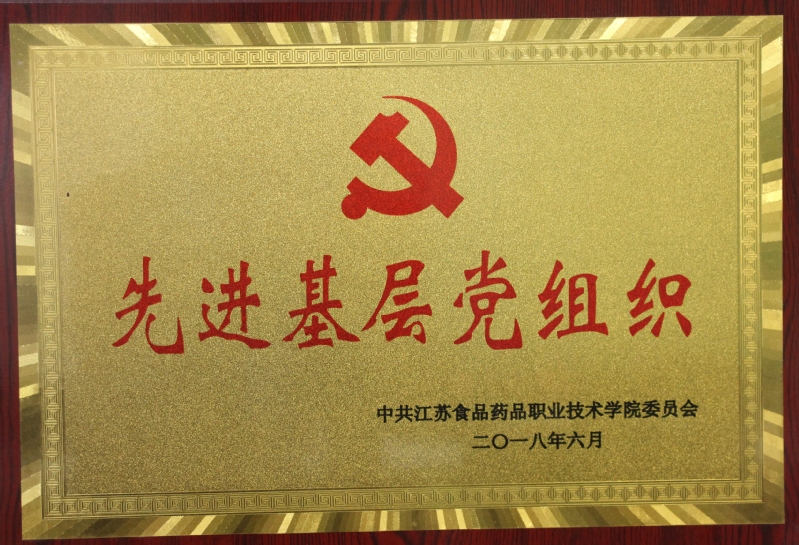 先进基层党组织
中共江苏食品药品职业技术学院委员会
二〇一八年六月